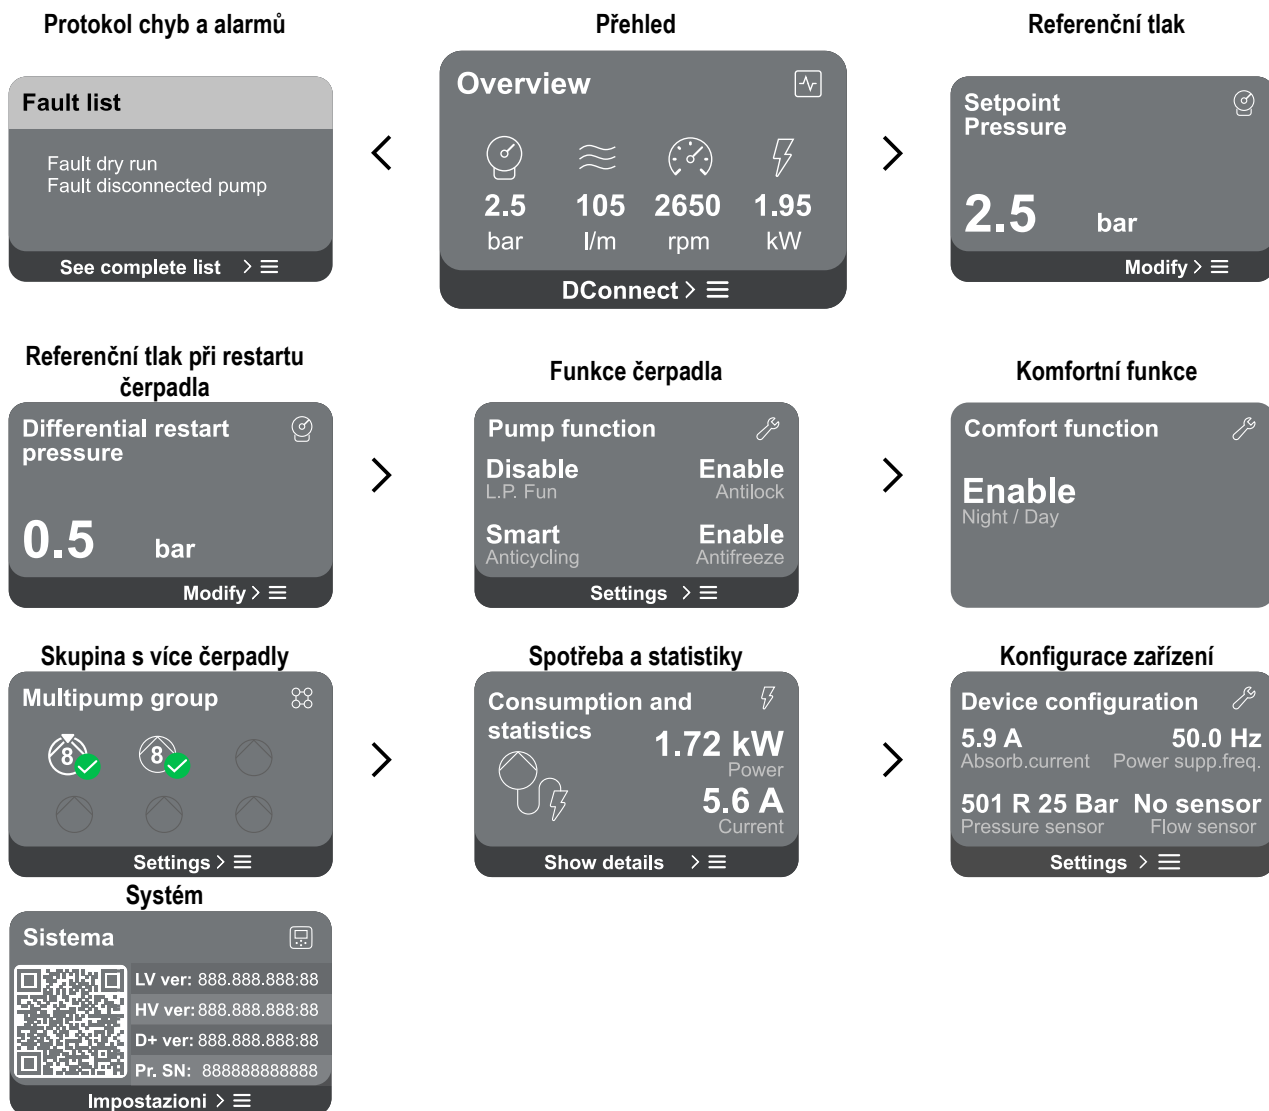 Protokol chyb a alarmů
Přehled
Referenční tlak
Fault list
Fault dry run
Fault disconnected pump
See complete list
Overview
2.5 105 2650 1.95
bar l/m rpm kW
DConnect
Setpoint
Pressure
2.5 bar
Modify
Referenční tlak při restartu
čerpadla
Funkce čerpadla
Komfortní funkce
Differential restart
pressure
0.5 bar
Modify
Pump function
Disable Enable
L.P. Fun Antilock
Smart Enable
Anticycling Antifreeze
Settings
Comfort function
Enable
Night / Day
Skupina s více čerpadly
Spotřeba a statistiky
Konfigurace zařízení
Multipump group
8 8
Settings
Consumption and
statistics
1.72 kW
Power
5.6 A
Current
Show details
Device configuration
5.9 A 50.0 Hz
Absorb.current Power supp.freq.
501 R 25 Bar No sensor
Pressure sensor Flow sensor
Settings
Systém
Sistema
LV ver: 888.888.888:88
HV ver: 888.888.888:88
D+ ver: 888.888.888:88
Pr. SN: 888888888888
Impostazioni